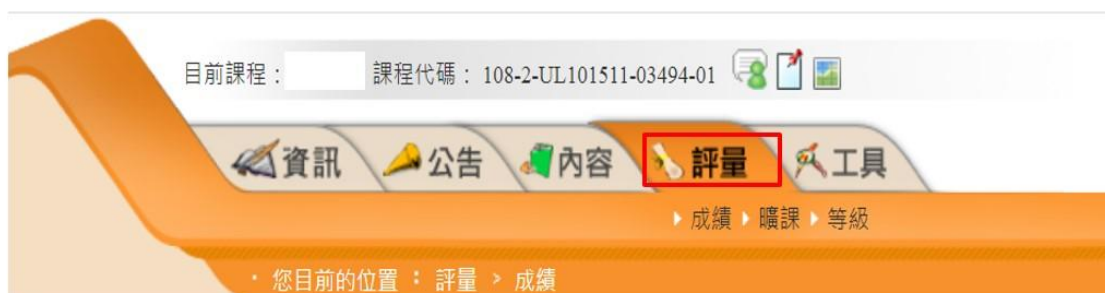 目前課程： 課程代碼： 108-2-UL101511-03494-01
資訊 公告 內容 評量 工具
成績 曠課 等級
· 您目前的位置 ： 評量 > 成績